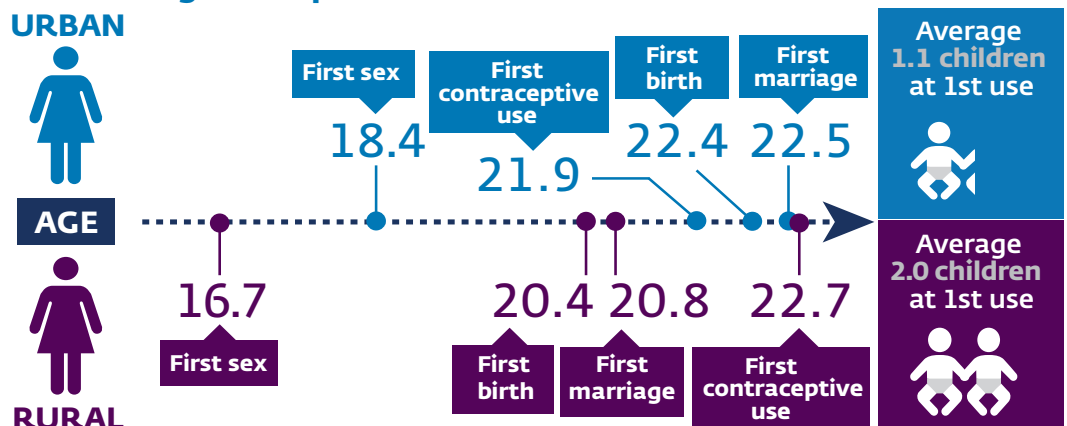 URBAN
First sex
18.4
First
contraceptive
use
21.9
First
birth
22.4
First
marriage
22.5
Average
1.1 children
at 1st use
AGE
16.7
First sex
20.4
First
birth
20.8
First
marriage
22.7
First
contraceptive
use
Average
2.0 children
at 1st use
RURAL